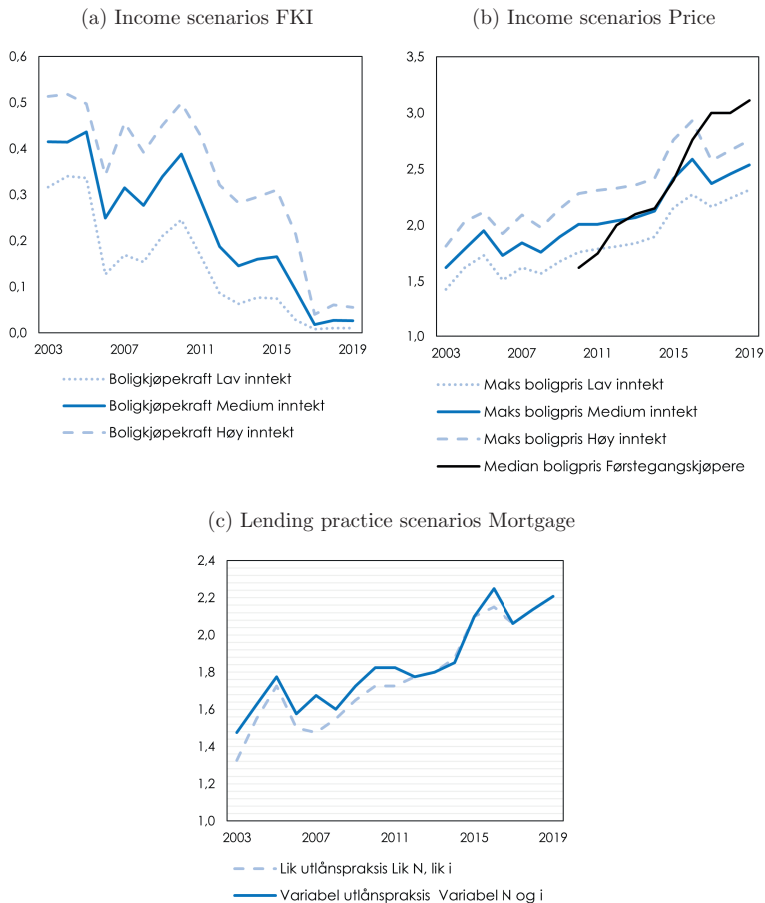 (a) Income scenarios FKI
0,6
0,5
0,4
0,3
0,2
0,1
0,0
2003 2007 2011 2015 2019
Boligkjøpekraft Lav inntekt
Boligkjøpekraft Medium inntekt
Boligkjøpekraft Høy inntekt
(b) Income scenarios Price
3,5
3,0
2,5
2,0
1,5
1,0
2003 2007 2011 2015 2019
Maks boligpris Lav inntekt
Maks boligpris Medium inntekt
Maks boligpris Høy inntekt
Median boligpris Førstegangskjøpere
(c) Lending practice scenarios Mortgage
2,4
2,2
2,0
1,8
1,6
1,4
1,2
1,0
2003 2007 2011 2015 2019
Lik utlånspraksis Lik N, lik i
Variabel utlånspraksis Variabel N og i